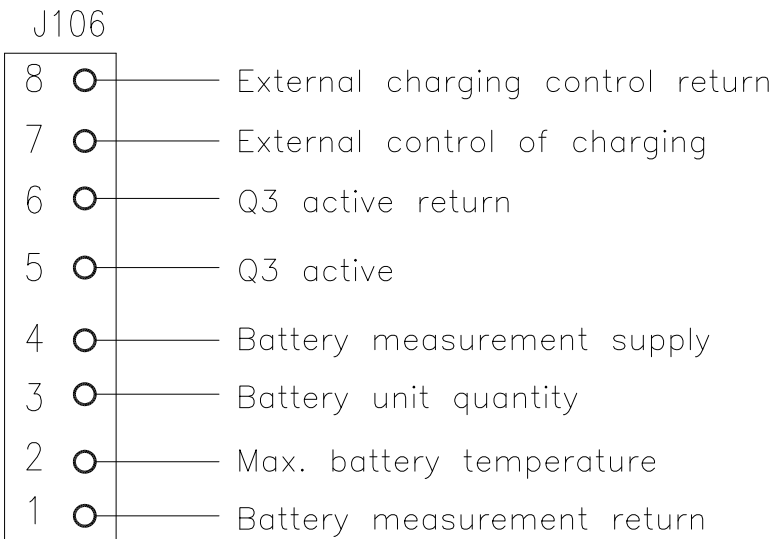 J106
8 External charging control return
7 External control of charging
6 Q3 active return
5 Q3 active
4 Battery measurement supply
3 Battery unit quantity
2 Max. battery temperature
1 Battery measurement return